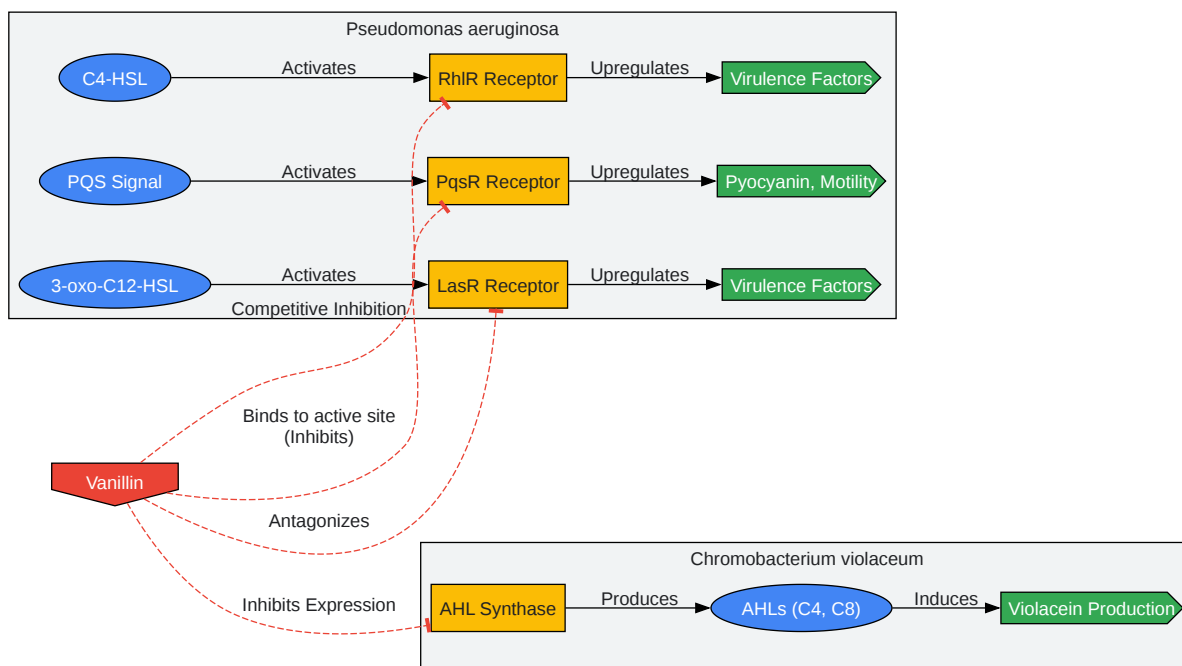 Pseudomonas aeruginosa
C4-HSL
Activates
RhlR Receptor
Upregulates
Virulence Factors
PQS Signal
Activates
PqsR Receptor
Upregulates
Pyocyanin, Motility
3-oxo-C12-HSL
Activates
LasR Receptor
Upregulates
Virulence Factors
Competitive Inhibition
Binds to active site
(Inhibits)
Vanillin
Antagonizes
Inhibits Expression
Chromobacterium violaceum
AHL Synthase
Produces
AHLs (C4, C8)
Induces
Violacein Production